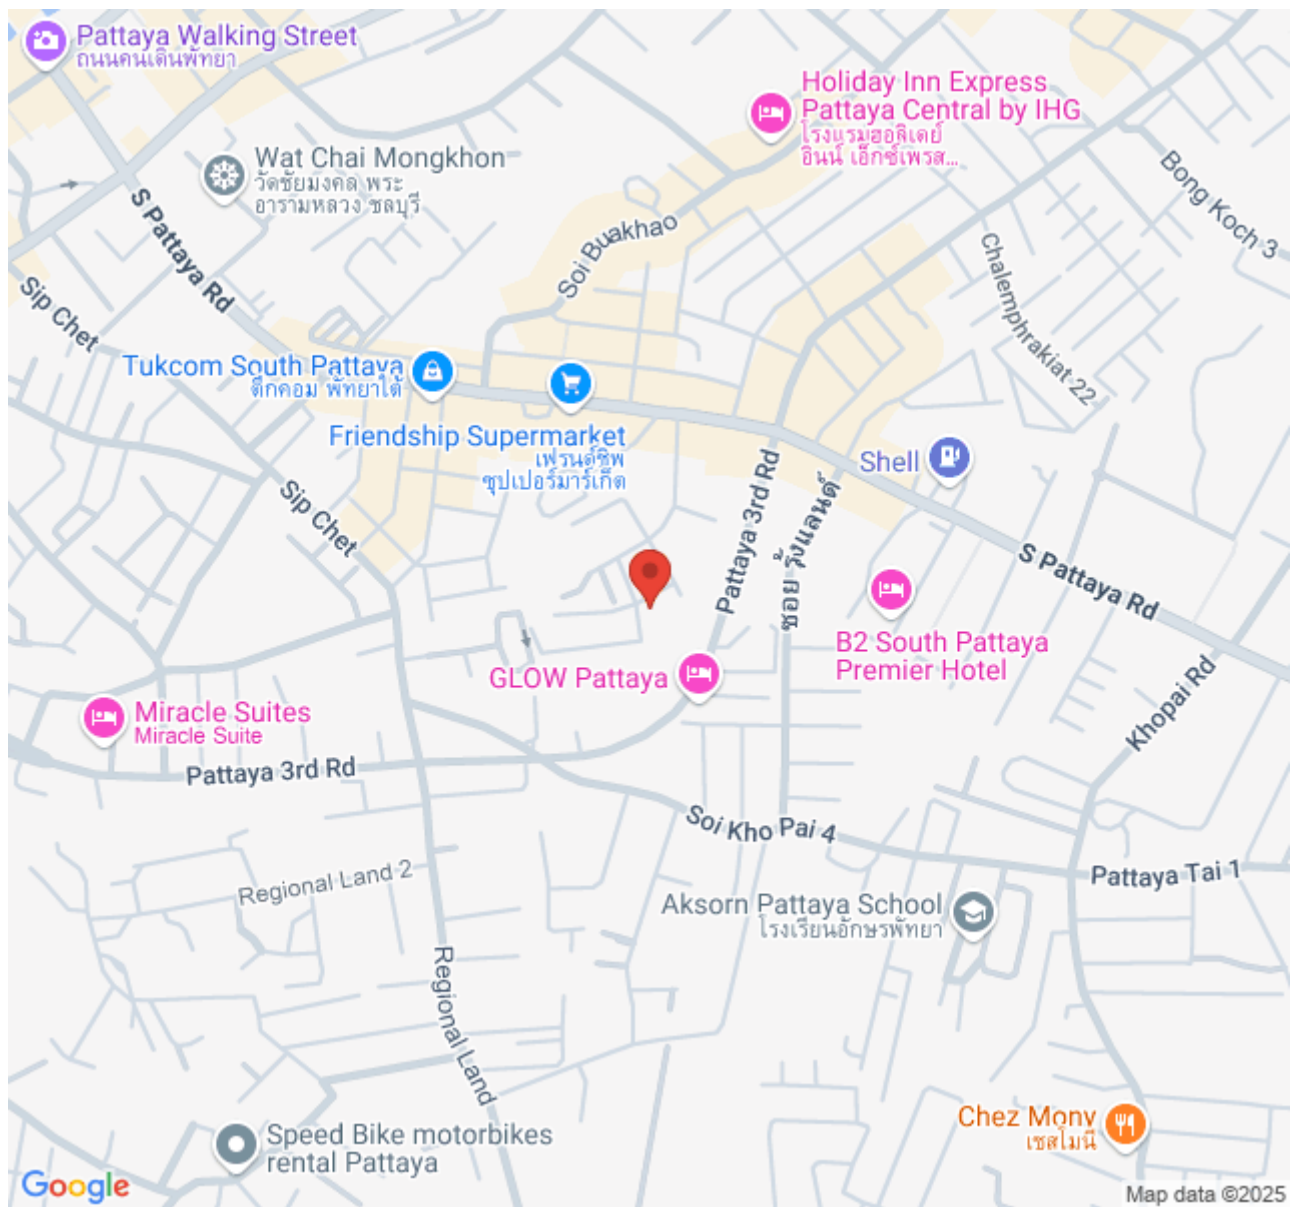 Pattaya Walking Street
ถนนคนเดินพัทยา
Holiday Inn Express
Pattaya Central by IHG
โรงแรมฮอลิเดย์
อินน์ เอ็กซ์เพรส...
Wat Chai Mongkhon
วัดชัยมงคล พระ
อารามหลวง ชลบุรี
Bong Koch 3
S Pattaya Rd
Soi Buakhao
Chalemphrakiat 22
Sip Chet
Tukcom South Pattaya
ตึกคอม พัทยาใต้
Friendship Supermarket
เฟรนด์ชิพ
ซุปเปอร์มาร์เก็ต
Shell
Pattaya 3rd Rd
ซอย วิ้งแลนด์
Sip Chet
S Pattaya Rd
B2 South Pattaya
Premier Hotel
GLOW Pattaya
Khopai Rd
Miracle Suites
Miracle Suite
Pattaya 3rd Rd
Soi Kho Pai 4
Regional Land 2
Pattaya Tai 1
Aksorn Pattaya School
โรงเรียนอักษรพัทยา
Regional Land
Chez Mony
เชสโมนี
Speed Bike motorbikes
rental Pattaya
Google
Map data ©2025